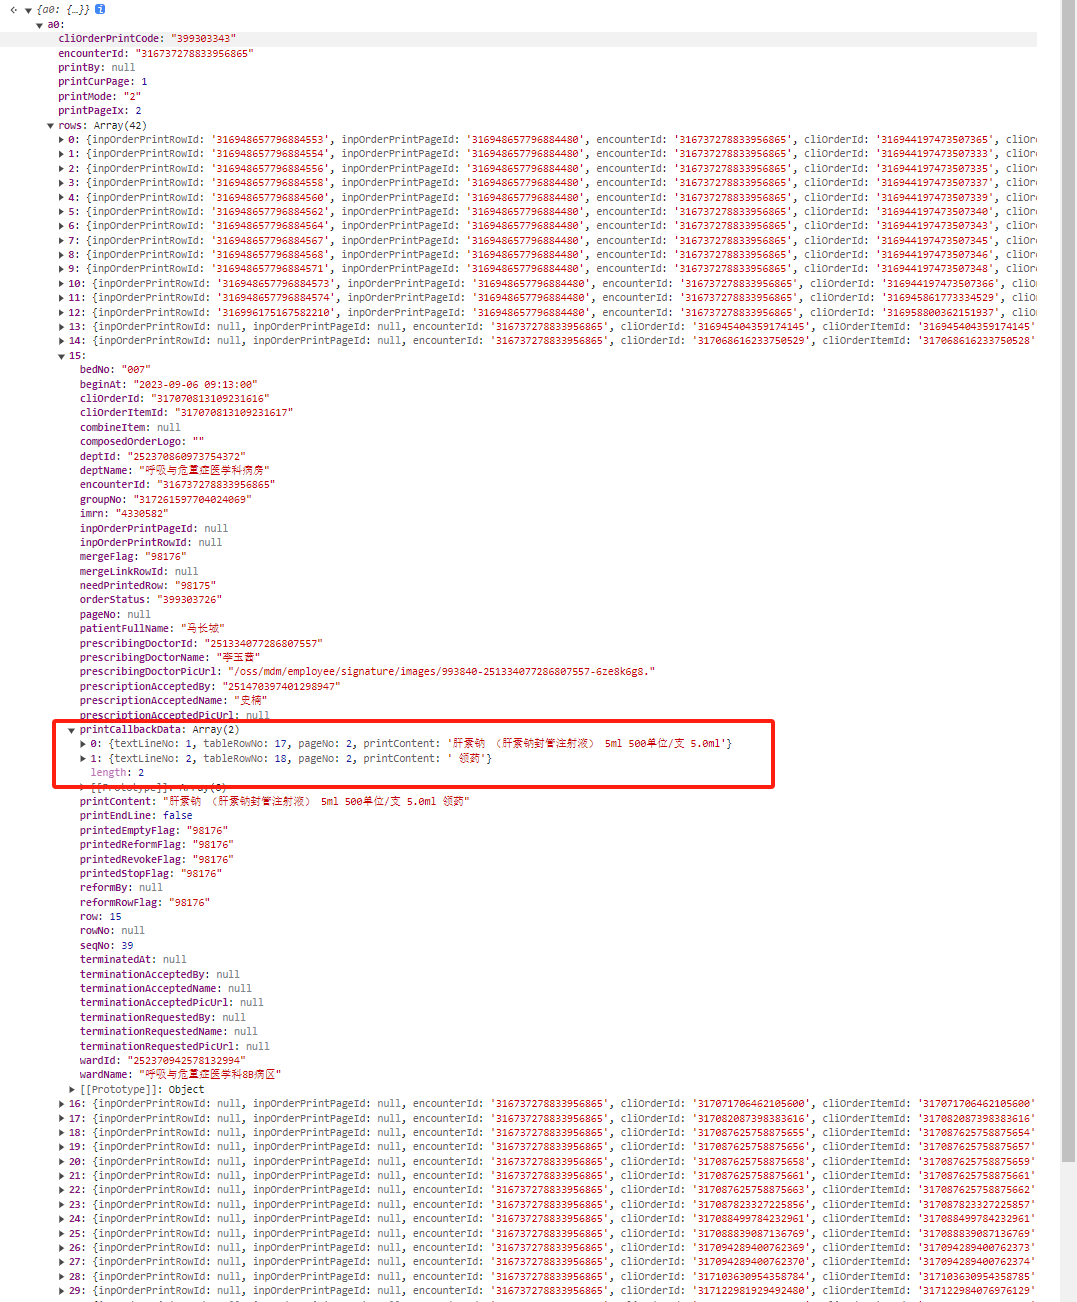 {a0: {…}} i
a0:
cliOrderPrintCode: "399303343"
encounterId: "316737278833956865"
printBy: null
printCurPage: 1
printMode: "2"
printPageIx: 2
rows: Array(42)
0: {inpOrderPrintRowId: '316948657796884553', inpOrderPrintPageId: '316948657796884480', encounterId: '316737278833956865', cliOrderId: '316944197473507365', cliOr
1: {inpOrderPrintRowId: '316948657796884554', inpOrderPrintPageId: '316948657796884480', encounterId: '316737278833956865', cliOrderId: '316944197473507333', cliOr
2: {inpOrderPrintRowId: '316948657796884556', inpOrderPrintPageId: '316948657796884480', encounterId: '316737278833956865', cliOrderId: '316944197473507335', cliOr
3: {inpOrderPrintRowId: '316948657796884558', inpOrderPrintPageId: '316948657796884480', encounterId: '316737278833956865', cliOrderId: '316944197473507337', cliOr
4: {inpOrderPrintRowId: '316948657796884560', inpOrderPrintPageId: '316948657796884480', encounterId: '316737278833956865', cliOrderId: '316944197473507339', cliOr
5: {inpOrderPrintRowId: '316948657796884562', inpOrderPrintPageId: '316948657796884480', encounterId: '316737278833956865', cliOrderId: '316944197473507340', cliOr
6: {inpOrderPrintRowId: '316948657796884564', inpOrderPrintPageId: '316948657796884480', encounterId: '316737278833956865', cliOrderId: '316944197473507343', cliOr
7: {inpOrderPrintRowId: '316948657796884567', inpOrderPrintPageId: '316948657796884480', encounterId: '316737278833956865', cliOrderId: '316944197473507345', cliOr
8: {inpOrderPrintRowId: '316948657796884568', inpOrderPrintPageId: '316948657796884480', encounterId: '316737278833956865', cliOrderId: '316944197473507346', cliOr
9: {inpOrderPrintRowId: '316948657796884571', inpOrderPrintPageId: '316948657796884480', encounterId: '316737278833956865', cliOrderId: '316944197473507348', cliOr
10: {inpOrderPrintRowId: '316948657796884573', inpOrderPrintPageId: '316948657796884480', encounterId: '316737278833956865', cliOrderId: '316944197473507366', cliO
11: {inpOrderPrintRowId: '316948657796884574', inpOrderPrintPageId: '316948657796884480', encounterId: '316737278833956865', cliOrderId: '316945861773334529', cliO
12: {inpOrderPrintRowId: '316996175167582210', inpOrderPrintPageId: '316948657796884480', encounterId: '316737278833956865', cliOrderId: '316958800362151937', cliO
13: {inpOrderPrintRowId: null, inpOrderPrintPageId: null, encounterId: '316737278833956865', cliOrderId: '316945404359174145', cliOrderItemId: '316945404359174145'
14: {inpOrderPrintRowId: null, inpOrderPrintPageId: null, encounterId: '316737278833956865', cliOrderId: '317068616233750529', cliOrderItemId: '317068616233750528'
15:
bedNo: "007"
beginAt: "2023-09-06 09:13:00"
cliOrderId: "317070813109231616"
cliOrderItemId: "317070813109231617"
combineItem: null
composedOrderLogo: ""
deptId: "252370860973754372"
deptName: "呼吸与危重症医学科病房"
encounterId: "316737278833956865"
groupNo: "317261597704024069"
imrn: "4330582"
inpOrderPrintPageId: null
inpOrderPrintRowId: null
mergeFlag: "98176"
mergeLinkRowId: null
needPrintedRow: "98175"
orderStatus: "399303726"
pageNo: null
patientFullName: "马长城"
prescribingDoctorId: "251334077286807557"
prescribingDoctorName: "李玉茜"
prescribingDoctorPicUrl: "/oss/mdm/employee/signature/images/993840-251334077286807557-6ze8k6g8."
prescriptionAcceptedBy: "251470397401298947"
prescriptionAcceptedName: "史楠"
prescriptionAcceptedPicUrl: null
printCallbackData: Array(2)
0: {textLineNo: 1, tableRowNo: 17, pageNo: 2, printContent: '肝素钠 （肝素钠封管注射液） 5ml 500单位/支 5.0ml'}
1: {textLineNo: 2, tableRowNo: 18, pageNo: 2, printContent: ' 领药'}
length: 2
[[Prototype]]: Array(0)
printContent: "肝素钠 （肝素钠封管注射液） 5ml 500单位/支 5.0ml 领药"
printEndLine: false
printedEmptyFlag: "98176"
printedReformFlag: "98176"
printedRevokeFlag: "98176"
printedStopFlag: "98176"
reformBy: null
reformRowFlag: "98176"
row: 15
rowNo: null
seqNo: 39
terminatedAt: null
terminationAcceptedBy: null
terminationAcceptedName: null
terminationAcceptedPicUrl: null
terminationRequestedBy: null
terminationRequestedName: null
terminationRequestedPicUrl: null
wardId: "252370942578132994"
wardName: "呼吸与危重症医学科8B病区"
[[Prototype]]: Object
16: {inpOrderPrintRowId: null, inpOrderPrintPageId: null, encounterId: '316737278833956865', cliOrderId: '317071706462105600', cliOrderItemId: '317071706462105600'
17: {inpOrderPrintRowId: null, inpOrderPrintPageId: null, encounterId: '316737278833956865', cliOrderId: '317082087398383616', cliOrderItemId: '317082087398383616'
18: {inpOrderPrintRowId: null, inpOrderPrintPageId: null, encounterId: '316737278833956865', cliOrderId: '317087625758875655', cliOrderItemId: '317087625758875654'
19: {inpOrderPrintRowId: null, inpOrderPrintPageId: null, encounterId: '316737278833956865', cliOrderId: '317087625758875656', cliOrderItemId: '317087625758875657'
20: {inpOrderPrintRowId: null, inpOrderPrintPageId: null, encounterId: '316737278833956865', cliOrderId: '317087625758875658', cliOrderItemId: '317087625758875659'
21: {inpOrderPrintRowId: null, inpOrderPrintPageId: null, encounterId: '316737278833956865', cliOrderId: '317087625758875661', cliOrderItemId: '317087625758875661'
22: {inpOrderPrintRowId: null, inpOrderPrintPageId: null, encounterId: '316737278833956865', cliOrderId: '317087625758875663', cliOrderItemId: '317087625758875662'
23: {inpOrderPrintRowId: null, inpOrderPrintPageId: null, encounterId: '316737278833956865', cliOrderId: '317087823327225856', cliOrderItemId: '317087823327225857'
24: {inpOrderPrintRowId: null, inpOrderPrintPageId: null, encounterId: '316737278833956865', cliOrderId: '317088499784232961', cliOrderItemId: '317088499784232961'
25: {inpOrderPrintRowId: null, inpOrderPrintPageId: null, encounterId: '316737278833956865', cliOrderId: '317088839087136769', cliOrderItemId: '317088839087136769'
26: {inpOrderPrintRowId: null, inpOrderPrintPageId: null, encounterId: '316737278833956865', cliOrderId: '317094289400762369', cliOrderItemId: '317094289400762373'
27: {inpOrderPrintRowId: null, inpOrderPrintPageId: null, encounterId: '316737278833956865', cliOrderId: '317094289400762370', cliOrderItemId: '317094289400762374'
28: {inpOrderPrintRowId: null, inpOrderPrintPageId: null, encounterId: '316737278833956865', cliOrderId: '317103630954358784', cliOrderItemId: '317103630954358785'
29: {inpOrderPrintRowId: null, inpOrderPrintPageId: null, encounterId: '316737278833956865', cliOrderId: '317122981929492480', cliOrderItemId: '317122984076976129'